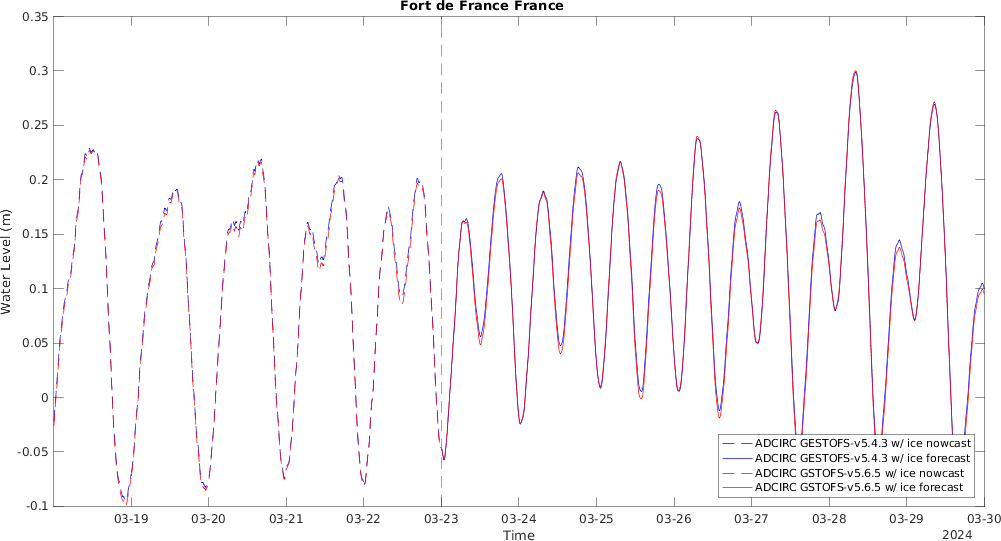 Fort de France France
0.35
0.3
0.25
0.2
0.15
0.1
0.05
0
-0.05
-0.1
Water Level (m)
ADCIRC GESTOFS-v5.4.3 w/ ice nowcast
ADCIRC GESTOFS-v5.4.3 w/ ice forecast
ADCIRC GSTOFS-v5.6.5 w/ ice nowcast
ADCIRC GSTOFS-v5.6.5 w/ ice forecast
03-19 03-20 03-21 03-22 03-23 03-24 03-25 03-26 03-27 03-28 03-29 03-30
Time
2024